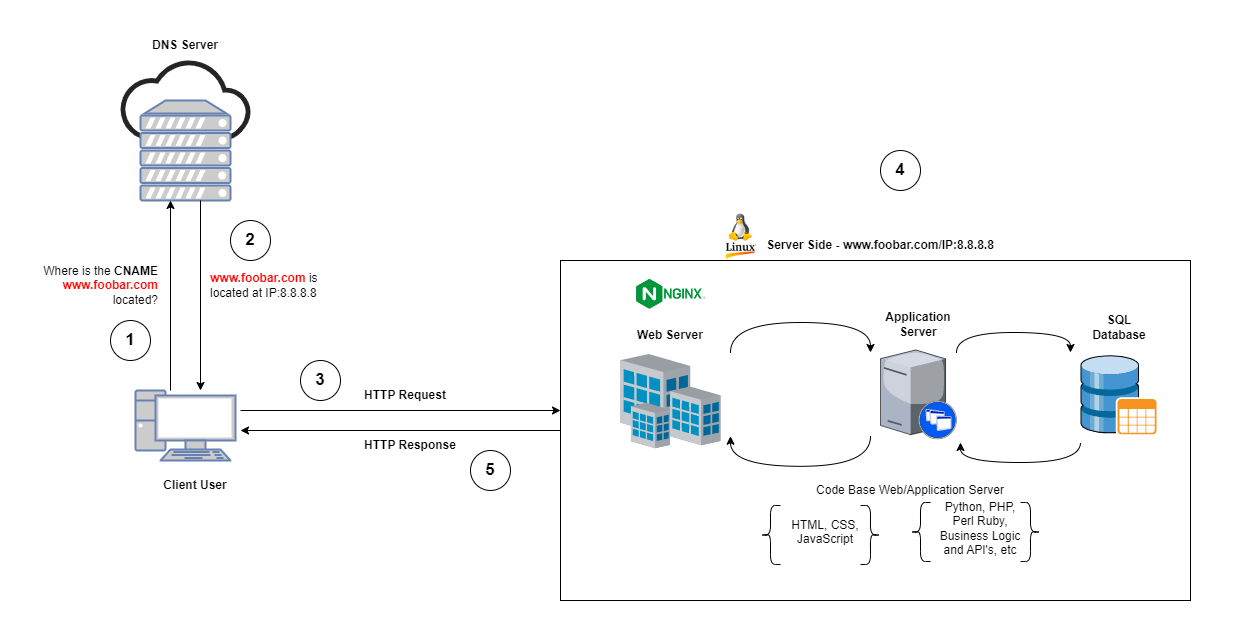 DNS Server
4
2
Linux
Server Side - www.foobar.com/IP:8.8.8.8
Where is the CNAME
www.foobar.com
located?
www.foobar.com is
located at IP:8.8.8.8
1
NGINX.
Web Server
Application
Server
SQL
Database
3
HTTP Request
HTTP Response
5
Client User
Code Base Web/Application Server
HTML, CSS,
JavaScript
Python, PHP,
Perl Ruby,
Business Logic
and API's, etc